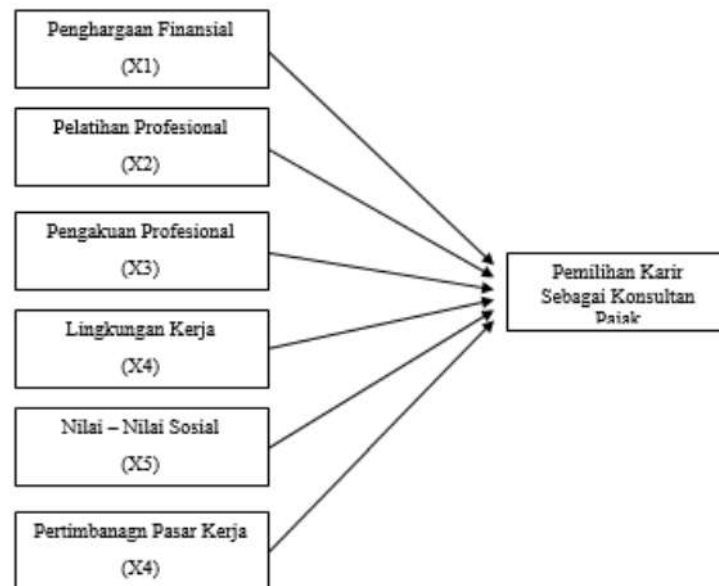 Penghargaan Finansial
(X1)
Pelatihan Profesional
(X2)
Pengakuan Profesional
(X3)
Lingkungan Kerja
(X4)
Nilai – Nilai Sosial
(X5)
Pertimbanagn Pasar Kerja
(X4)
Pemilihan Karir
Sebagai Konsultan
Pajak